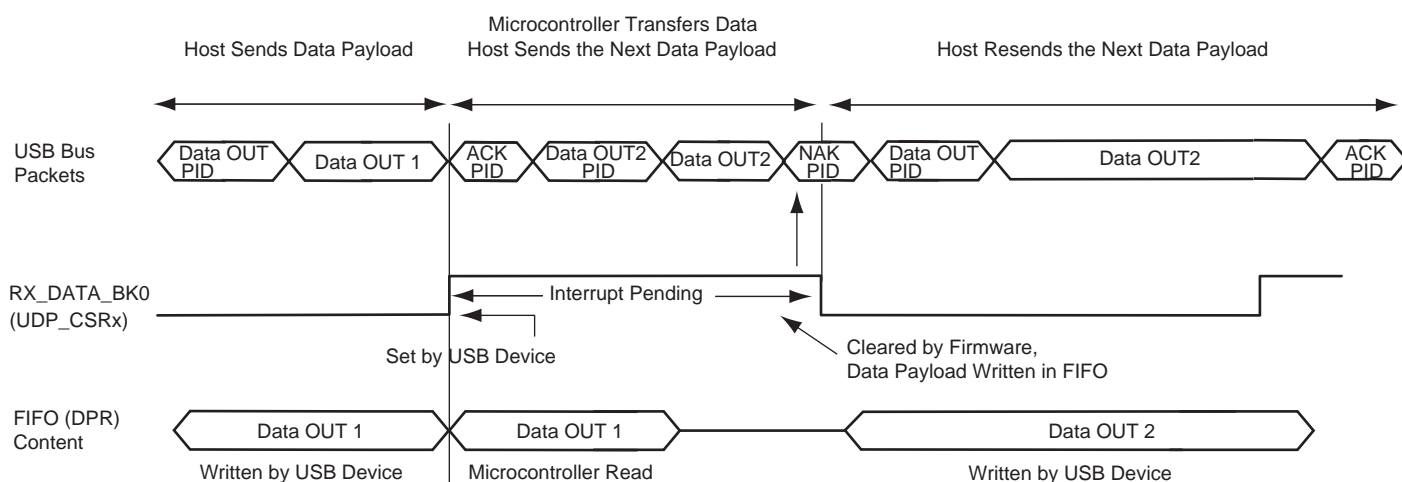 Microcontroller Transfers Data
Host Sends Data Payload
Host Sends the Next Data Payload
Host Resends the Next Data Payload
USB Bus
Packets
Data OUT
PID
Data OUT 1
ACK
PID
Data OUT2
PID
Data OUT2
NAK
PID
Data OUT
PID
Data OUT2
ACK
PID
RX_DATA_BK0
(UDP_CSRx)
Interrupt Pending
Set by USB Device
Cleared by Firmware,
Data Payload Written in FIFO
FIFO (DPR)
Content
Data OUT 1
Data OUT 1
Data OUT 2
Written by USB Device
Microcontroller Read
Written by USB Device